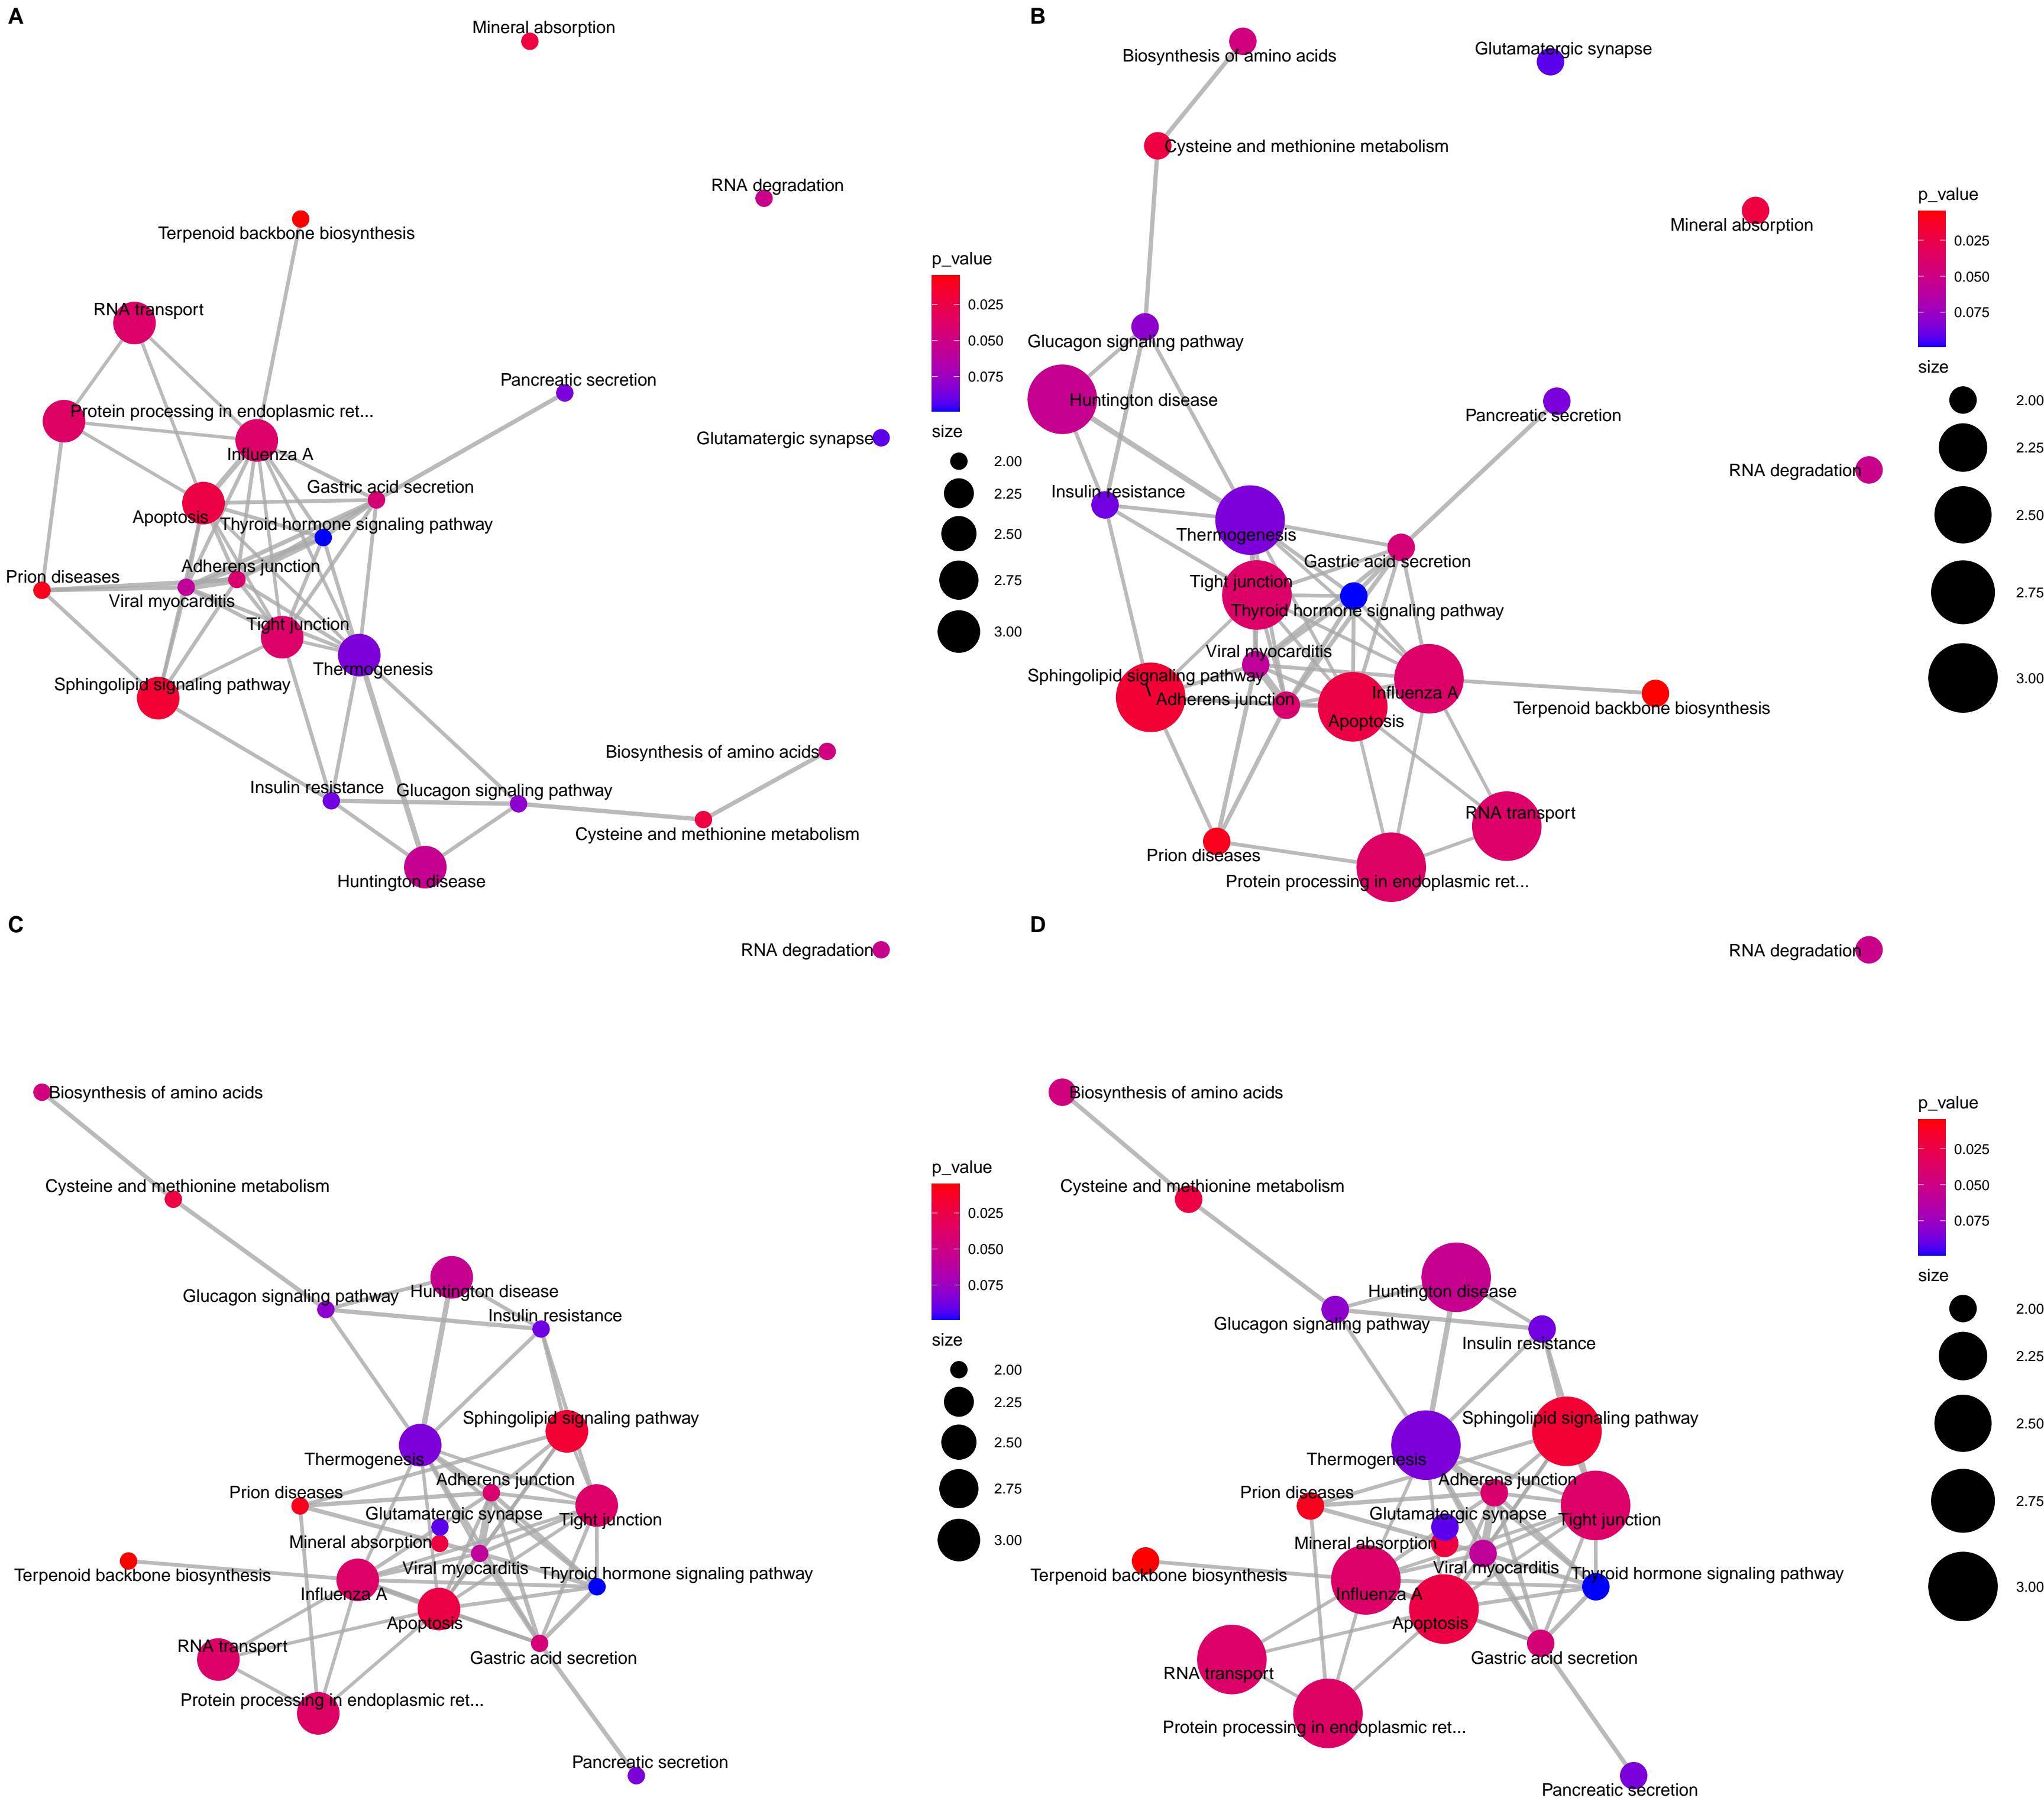 A
Mineral absorption
RNA degradation
Terpenoid backbone biosynthesis
RNA transport
Pancreatic secretion
Protein processing in endoplasmic ret...
Glutamatergic synapse
Influenza A
Gastric acid secretion
Apoptosis
Thyroid hormone signaling pathway
Adherens junction
Prion diseases
Viral myocarditis
Tight junction
Thermogenesis
Sphingolipid signaling pathway
Biosynthesis of amino acids
Insulin resistance
Glucagon signaling pathway
Cysteine and methionine metabolism
Huntington disease
p_value
0.025
0.050
0.075
size
2.00
2.25
2.50
2.75
3.00
B
Glutamatergic synapse
Biosynthesis of amino acids
Cysteine and methionine metabolism
Mineral absorption
Glucagon signaling pathway
Huntington disease
Pancreatic secretion
RNA degradation
Insulin resistance
Thermogenesis
Gastric acid secretion
Tight junction
Thyroid hormone signaling pathway
Viral myocarditis
Sphingolipid signaling pathway
Adherens junction
Influenza A
Terpenoid backbone biosynthesis
Apoptosis
RNA transport
Prion diseases
Protein processing in endoplasmic ret...
p_value
0.025
0.050
0.075
size
2.00
2.25
2.50
2.75
3.00
C
RNA degradation
Biosynthesis of amino acids
Cysteine and methionine metabolism
Huntington disease
Glucagon signaling pathway
Insulin resistance
Sphingolipid signaling pathway
Thermogenesis
Adherens junction
Prion diseases
Glutamatergic synapse
Tight junction
Mineral absorption
Viral myocarditis
Thyroid hormone signaling pathway
Terpenoid backbone biosynthesis
Influenza A
Apoptosis
RNA transport
Gastric acid secretion
Protein processing in endoplasmic ret...
Pancreatic secretion
p_value
0.025
0.050
0.075
size
2.00
2.25
2.50
2.75
3.00
D
RNA degradation
Biosynthesis of amino acids
Cysteine and methionine metabolism
Huntington disease
Glucagon signaling pathway
Insulin resistance
Sphingolipid signaling pathway
Thermogenesis
Adherens junction
Prion diseases
Glutamatergic synapse
Tight junction
Mineral absorption
Viral myocarditis
Thyroid hormone signaling pathway
Terpenoid backbone biosynthesis
Influenza A
Apoptosis
Gastric acid secretion
RNA transport
Protein processing in endoplasmic ret...
Pancreatic secretion
p_value
0.025
0.050
0.075
size
2.00
2.25
2.50
2.75
3.00